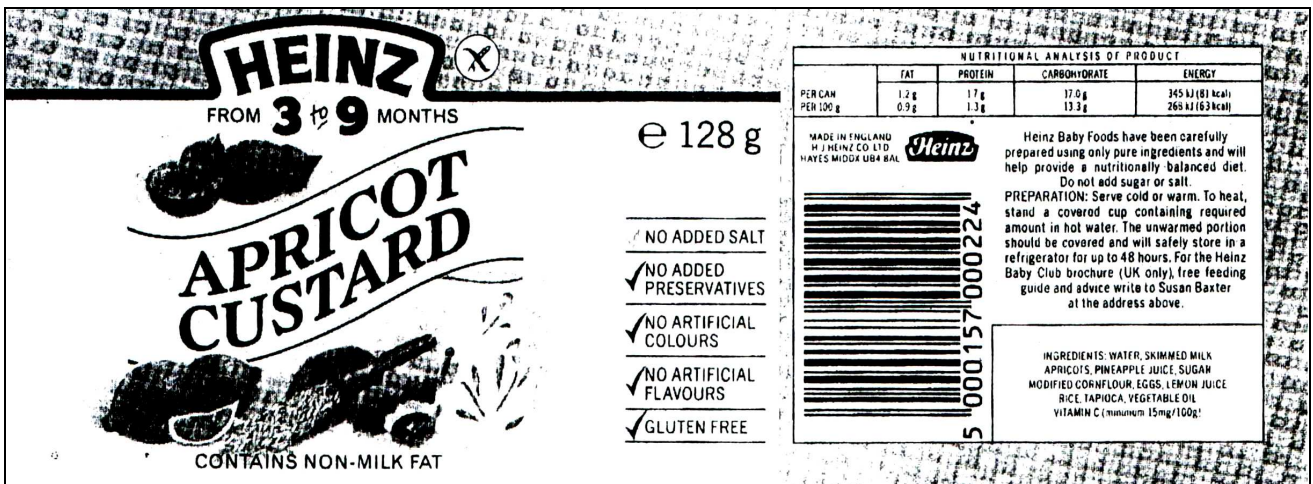 HEINZ
FROM 3 to 9 MONTHS
APRICOT
CUSTARD
CONTAINS NON-MILK FAT
e 128 g
NO ADDED SALT
NO ADDED
PRESERVATIVES
NO ARTIFICIAL
COLOURS
NO ARTIFICIAL
FLAVOURS
GLUTEN FREE
NUTRITIONAL ANALYSIS OF PRODUCT
FAT PROTEIN CARBOHYDRATE ENERGY
PER CAN 1.2 g 1.7 g 17.0 g 345 kJ (81 kcal)
PER 100 g 0.9 g 1.3 g 13.3 g 268 kJ (63 kcal)
MADE IN ENGLAND
H J HEINZ CO LTD
HAYES MIDDX UB4 8AL
Heinz
5 000157 000224
Heinz Baby Foods have been carefully
prepared using only pure ingredients and will
help provide a nutritionally balanced diet.
Do not add sugar or salt.
PREPARATION: Serve cold or warm. To heat,
stand a covered cup containing required
amount in hot water. The unwarmed portion
should be covered and will safely store in a
refrigerator for up to 48 hours. For the Heinz
Baby Club brochure (UK only), free feeding
guide and advice write to Susan Baxter
at the address above.
INGREDIENTS: WATER, SKIMMED MILK
APRICOTS, PINEAPPLE JUICE, SUGAR
MODIFIED CORNFLOUR, EGGS, LEMON JUICE
RICE, TAPIOCA, VEGETABLE OIL
VITAMIN C (minimum 15mg/100g)